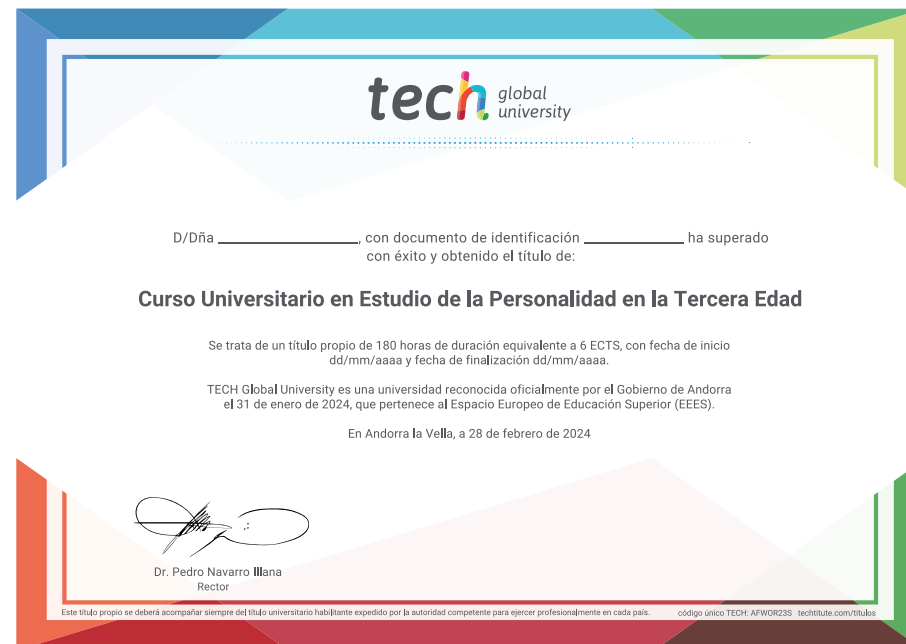 tech global university
D/Dña ____________________, con documento de identificación ______________ ha superado
con éxito y obtenido el título de:
Curso Universitario en Estudio de la Personalidad en la Tercera Edad
Se trata de un título propio de 180 horas de duración equivalente a 6 ECTS, con fecha de inicio
dd/mm/aaaa y fecha de finalización dd/mm/aaaa.
TECH Global University es una universidad reconocida oficialmente por el Gobierno de Andorra
el 31 de enero de 2024, que pertenece al Espacio Europeo de Educación Superior (EEES).
En Andorra la Vella, a 28 de febrero de 2024
Dr. Pedro Navarro Illana
Rector
Este título propio se deberá acompañar siempre del título universitario habilitante expedido por la autoridad competente para ejercer profesionalmente en cada país.
código único TECH: AFWOR23S techtitute.com/titulos